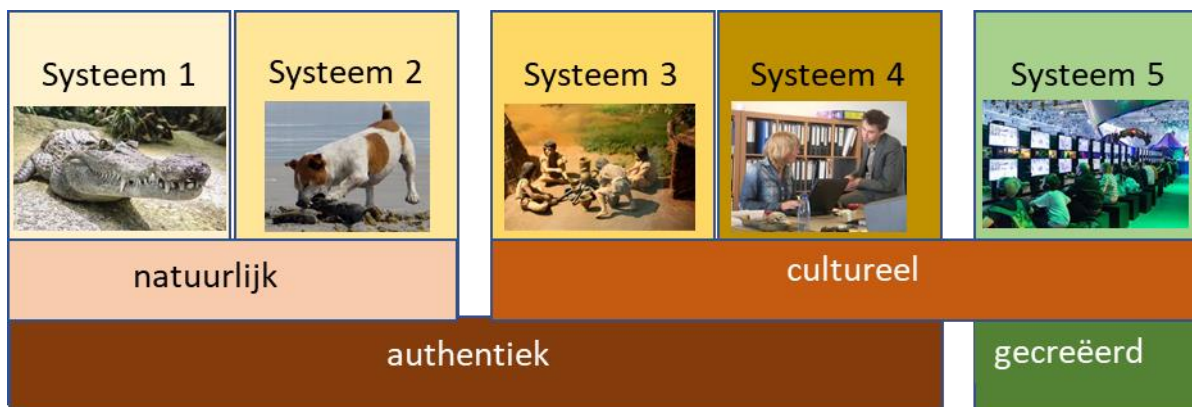 Systeem 1
Systeem 2
Systeem 3
Systeem 4
Systeem 5
natuurlijk
cultureel
authentiek
gecreëerd